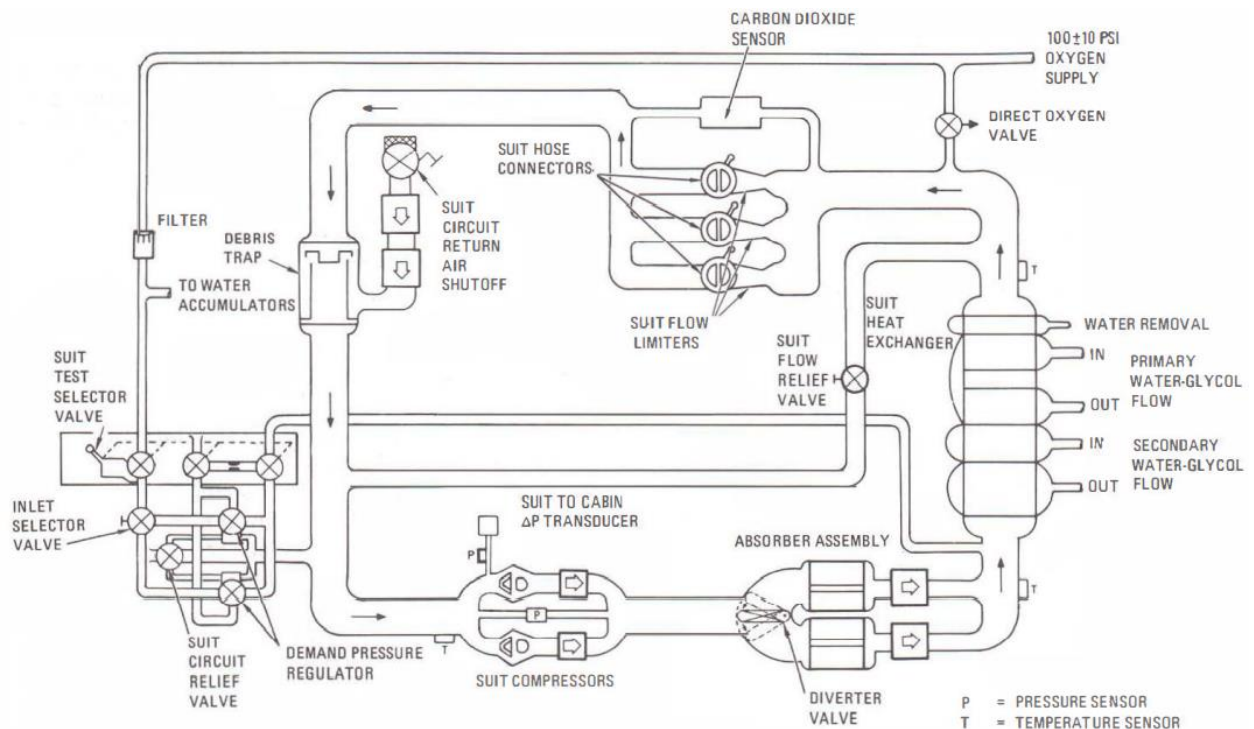 CARBON DIOXIDE
SENSOR
100±10 PSI
OXYGEN
SUPPLY
DIRECT OXYGEN
VALVE
SUIT HOSE
CONNECTORS
SUIT
CIRCUIT
RETURN
AIR
SHUTOFF
FILTER
DEBRIS
TRAP
TO WATER
ACCUMULATORS
SUIT FLOW
LIMITERS
SUIT
HEAT
EXCHANGER
T
WATER REMOVAL
IN
PRIMARY
WATER-GLYCOL
FLOW
OUT
IN
SECONDARY
WATER-GLYCOL
FLOW
OUT
SUIT
FLOW
RELIEF
VALVE
SUIT
TEST
SELECTOR
VALVE
INLET
SELECTOR
VALVE
SUIT TO CABIN
ΔP TRANSDUCER
P
ABSORBER ASSEMBLY
P
T
T
SUIT
CIRCUIT
RELIEF
VALVE
DEMAND PRESSURE
REGULATOR
SUIT COMPRESSORS
DIVERTER
VALVE
P = PRESSURE SENSOR
T = TEMPERATURE SENSOR